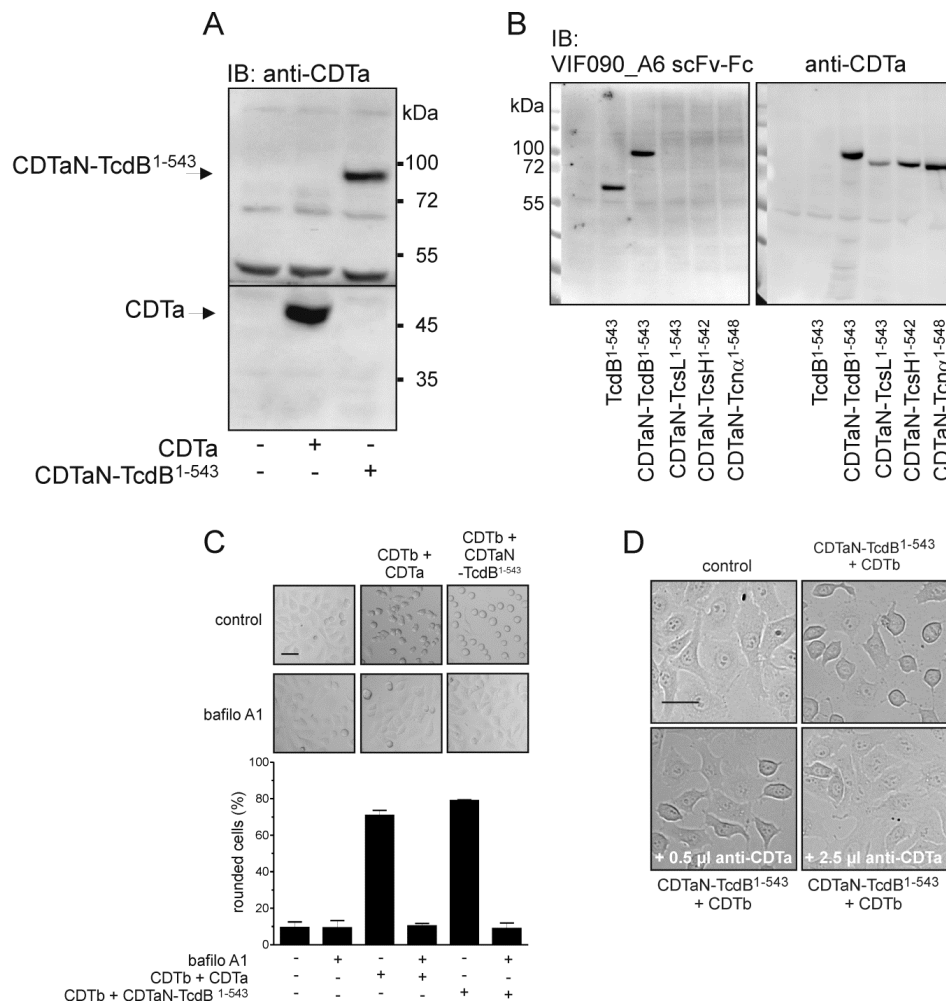 A
IB: anti-CDTa
kDa
CDTaN-TcdB1-543
100
72
55
CDTa
45
35
CDTa - + -
CDTaN-TcdB1-543 - - +
B
IB:
VIF090_A6 scFv-Fc
anti-CDTa
kDa
100
72
55
TcdB1-543
CDTaN-TcdB1-543
CDTaN-TcsL1-543
CDTaN-TcsH1-542
CDTaN-Tcnα1-548
TcdB1-543
CDTaN-TcdB1-543
CDTaN-TcsL1-543
CDTaN-TcsH1-542
CDTaN-Tcnα1-548
C
CDTb +
CDTa
CDTb +
CDTaN
-TcdB1-543
control
bafilo A1
rounded cells (%)
100
80
60
40
20
0
bafilo A1 - + - + - +
CDTb + CDTa - - + + - -
CDTb + CDTaN-TcdB 1-543 - - - - + +
D
control
CDTaN-TcdB1-543
+ CDTb
+ 0.5 µl anti-CDTa
+ 2.5 µl anti-CDTa
CDTaN-TcdB1-543
+ CDTb
CDTaN-TcdB1-543
+ CDTb